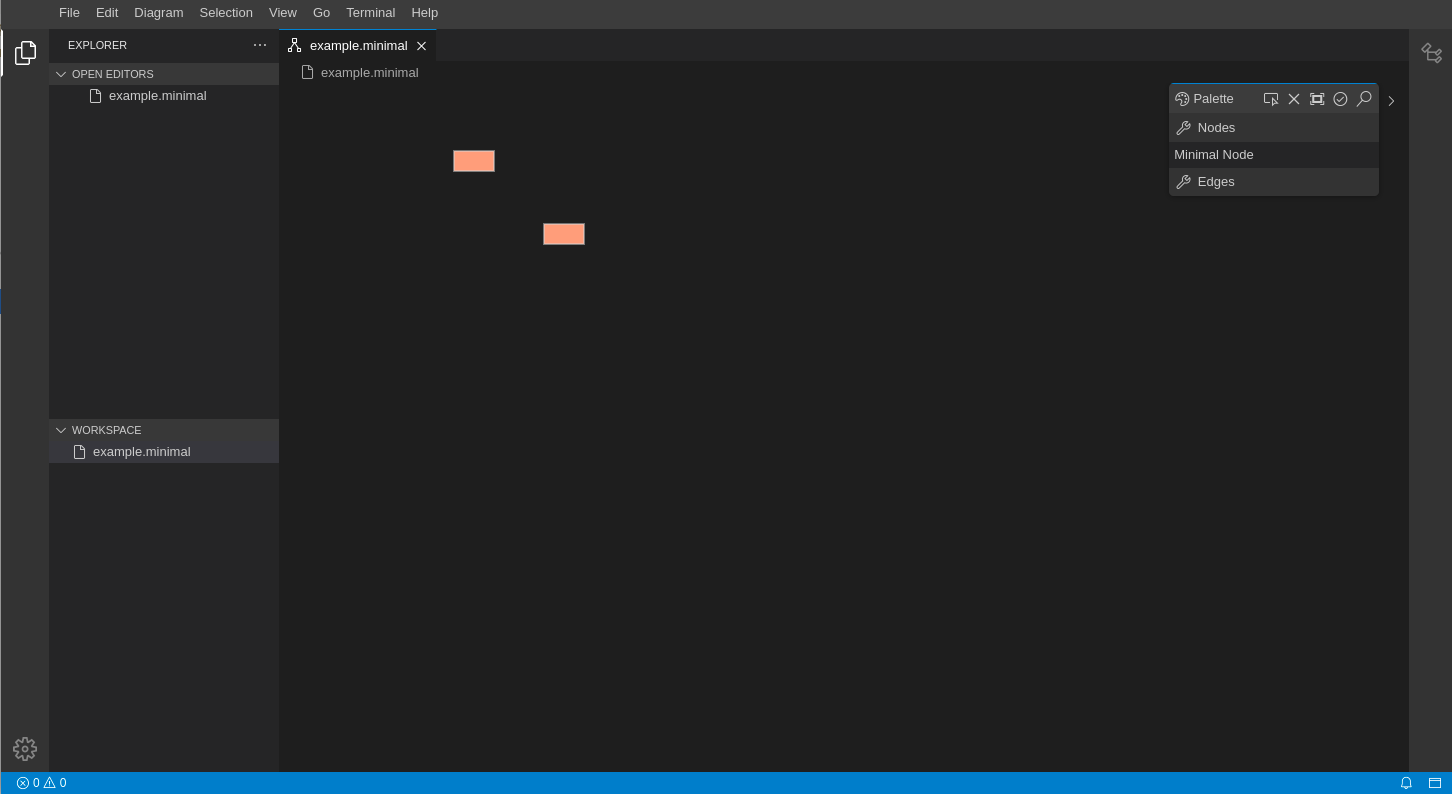 File Edit Diagram Selection View Go Terminal Help
EXPLORER
OPEN EDITORS
example.minimal
WORKSPACE
example.minimal
example.minimal
example.minimal
Palette
Nodes
Minimal Node
Edges
0 0